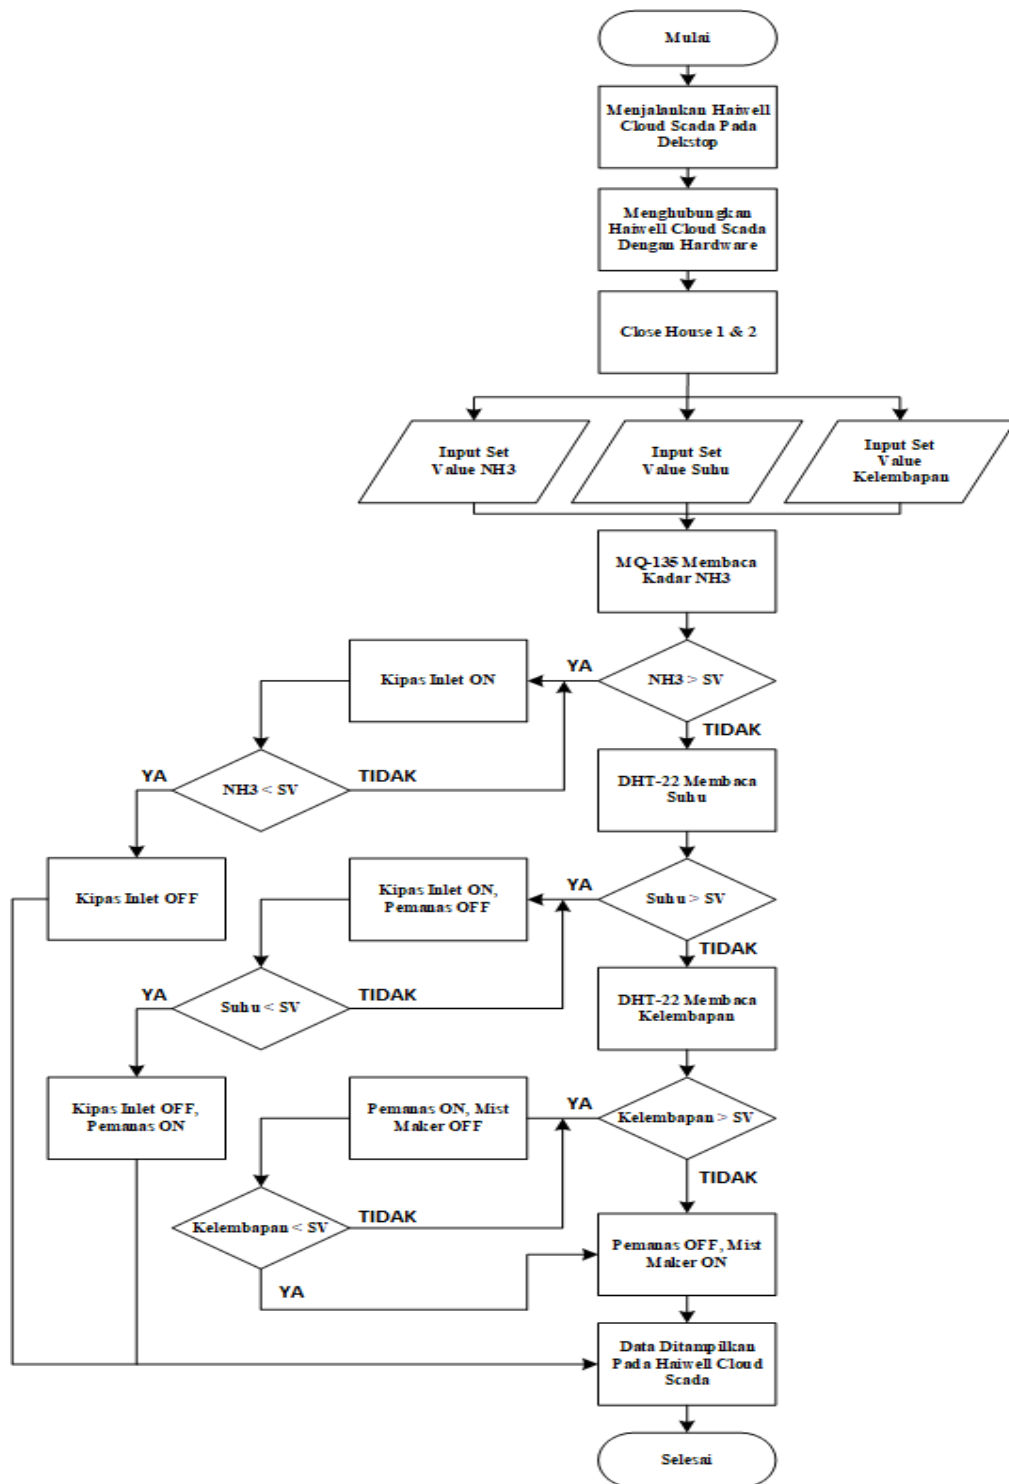 Mulai
Menjalankan Haiwell
Cloud Scada Pada
Dekstop
Menghubungkan
Haiwell Cloud Scada
Dengan Hardware
Close House 1 & 2
Input Set
Value NH3
Input Set
Value Suhu
Input Set
Value
Kelembapan
MQ-135 Membaca
Kadar NH3
Kipas Inlet ON
YA
NH3 > SV
TIDAK
YA
NH3 < SV
TIDAK
DHT-22 Membaca
Suhu
Kipas Inlet OFF
Kipas Inlet ON,
Pemanas OFF
YA
Suhu > SV
TIDAK
YA
Suhu < SV
TIDAK
DHT-22 Membaca
Kelembapan
Kipas Inlet OFF,
Pemanas ON
Pemanas ON, Mist
Maker OFF
YA
Kelembapan > SV
TIDAK
Kelembapan < SV
TIDAK
YA
Pemanas OFF, Mist
Maker ON
Data Ditampilkan
Pada Haiwell Cloud
Scada
Selesai